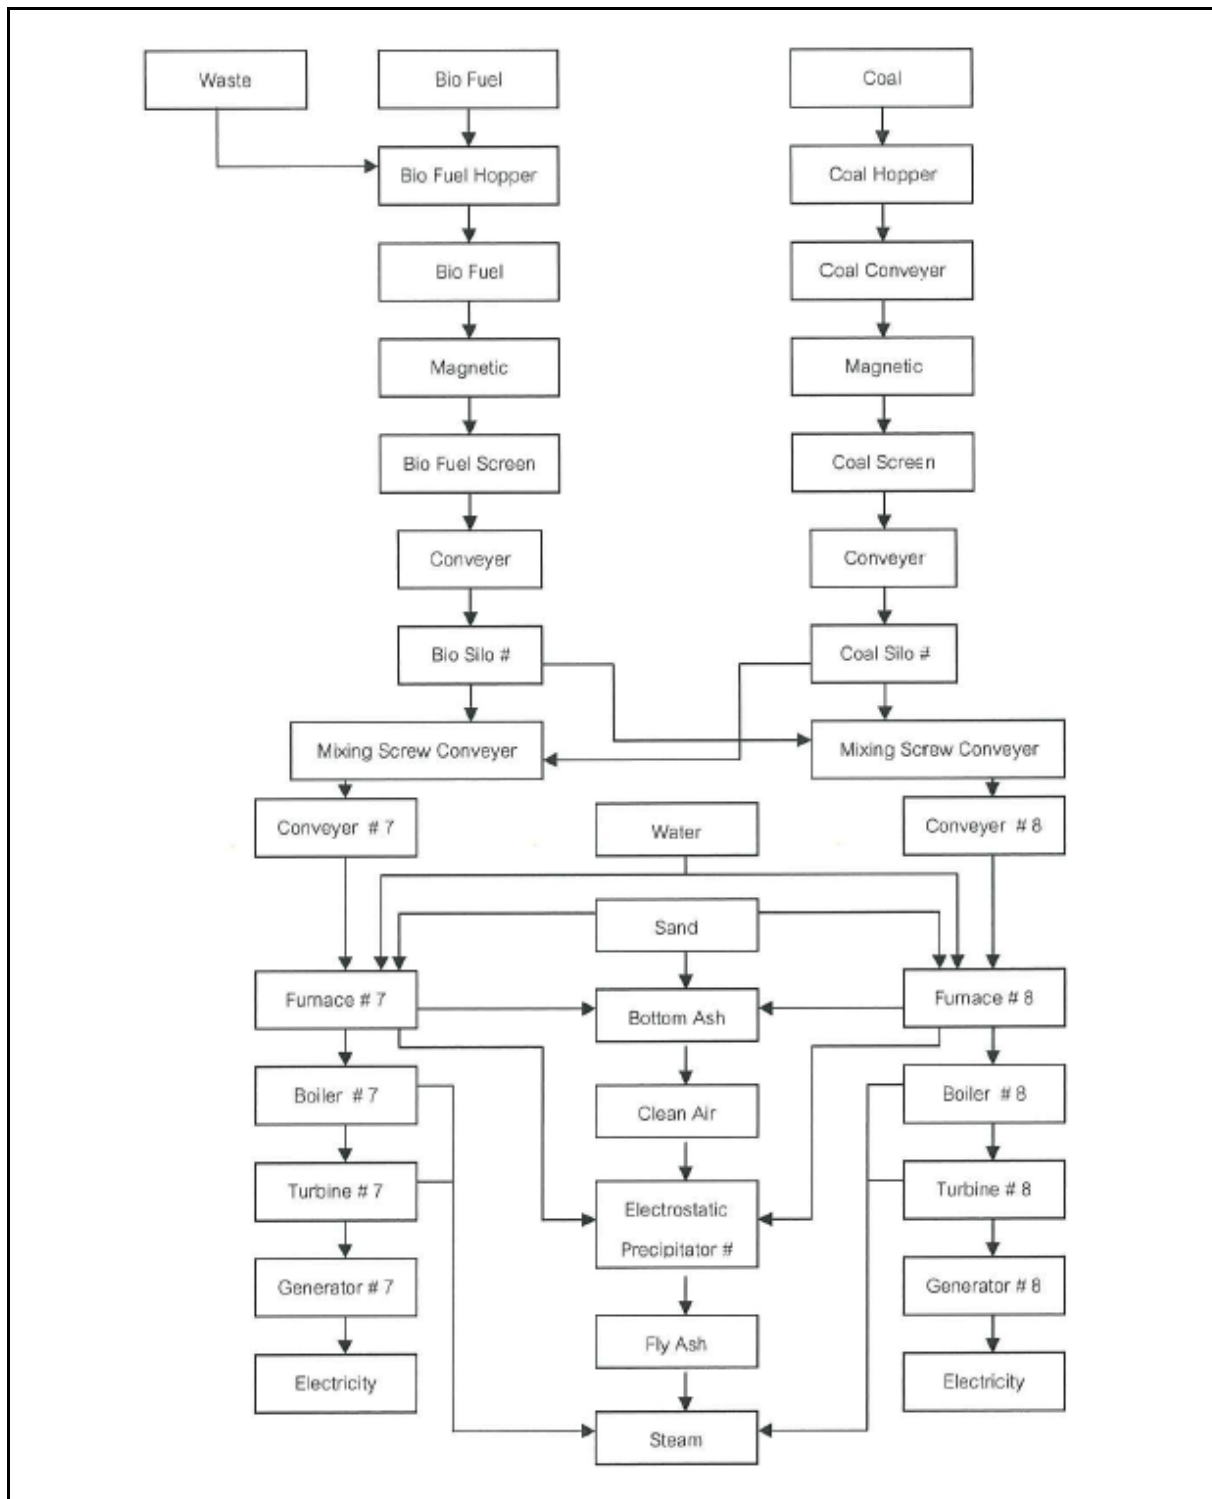 Waste
Bio Fuel
Coal
Bio Fuel Hopper
Coal Hopper
Bio Fuel
Coal Conveyer
Magnetic
Magnetic
Bio Fuel Screen
Coal Screen
Conveyer
Conveyer
Bio Silo #
Coal Silo #
Mixing Screw Conveyer
Mixing Screw Conveyer
Conveyer # 7
Water
Conveyer # 8
Sand
Furnace # 7
Bottom Ash
Furnace # 8
Boiler # 7
Clean Air
Boiler # 8
Turbine # 7
Electrostatic
Precipitator #
Turbine # 8
Generator # 7
Generator # 8
Fly Ash
Electricity
Electricity
Steam